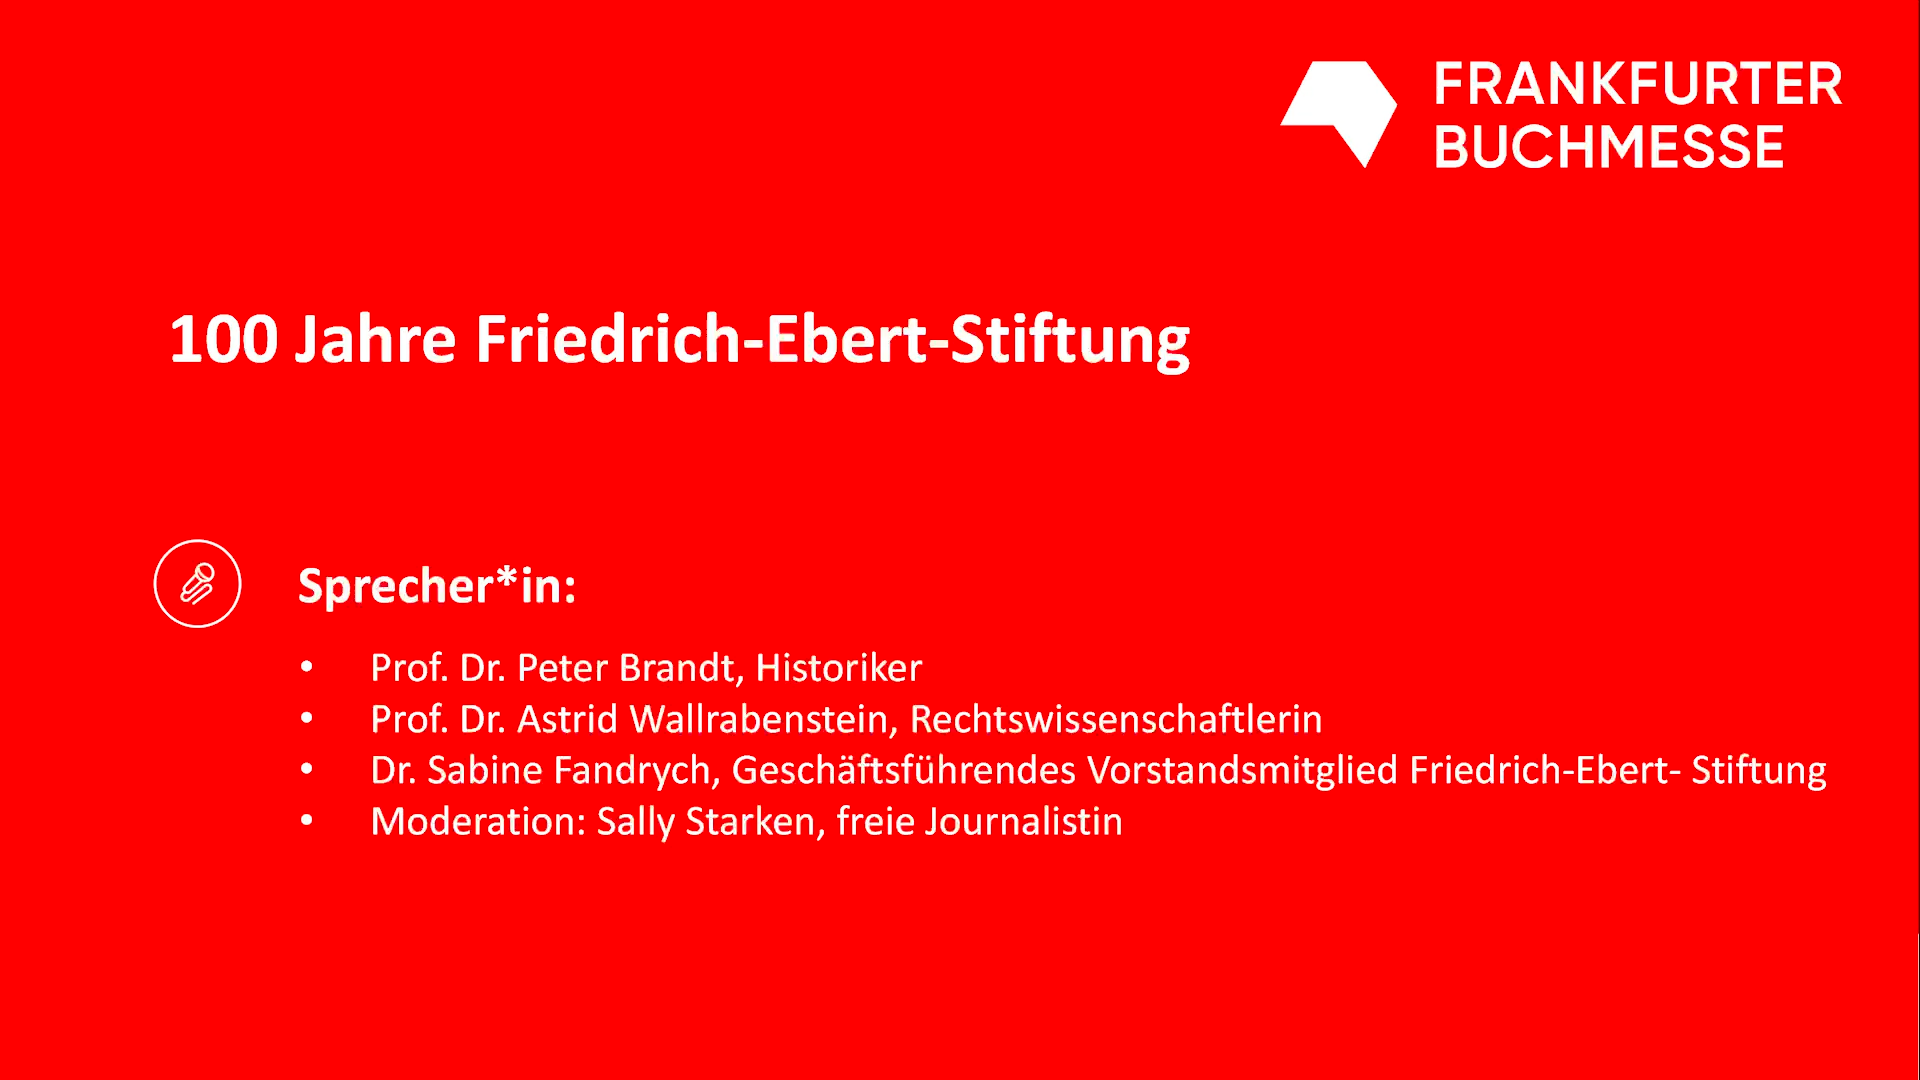 FRANKFURTER
BUCHMESSE
100 Jahre Friedrich-Ebert-Stiftung
Sprecher*in:
• Prof. Dr. Peter Brandt, Historiker
• Prof. Dr. Astrid Wallrabenstein, Rechtswissenschaftlerin
• Dr. Sabine Fandrych, Geschäftsführendes Vorstandsmitglied Friedrich-Ebert- Stiftung
• Moderation: Sally Starken, freie Journalistin